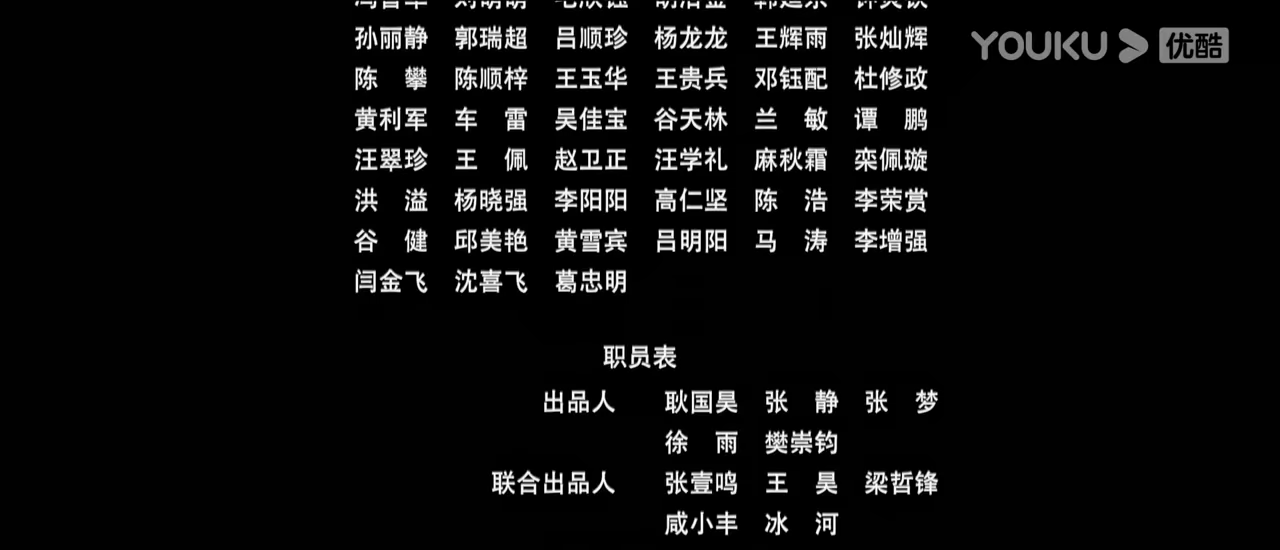 YOUKU 优酷
孙丽静 郭瑞超 吕顺珍 杨龙龙 王辉雨 张灿辉
陈 攀 陈顺梓 王玉华 王贵兵 邓钰配 杜修政
黄利军 车 雷 吴佳宝 谷天林 兰 敏 谭 鹏
汪翠珍 王 佩 赵卫正 汪学礼 麻秋霜 栾佩璇
洪 溢 杨晓强 李阳阳 高仁坚 陈 浩 李荣赏
谷 健 邱美艳 黄雪宾 吕明阳 马 涛 李增强
闫金飞 沈喜飞 葛忠明
职员表
出品人 耿国昊 张 静 张 梦
徐 雨 樊崇钧
联合出品人 张壹鸣 王 昊 梁哲锋
咸小丰 冰 河